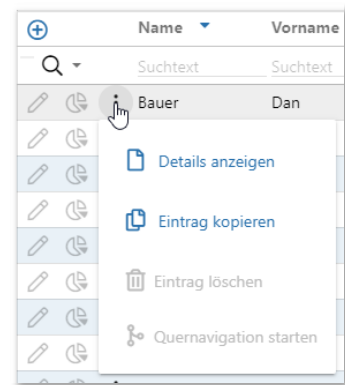 Name Vorname
Suchtext Suchtext
Bauer Dan
Details anzeigen
Eintrag kopieren
Eintrag löschen
Quernavigation starten